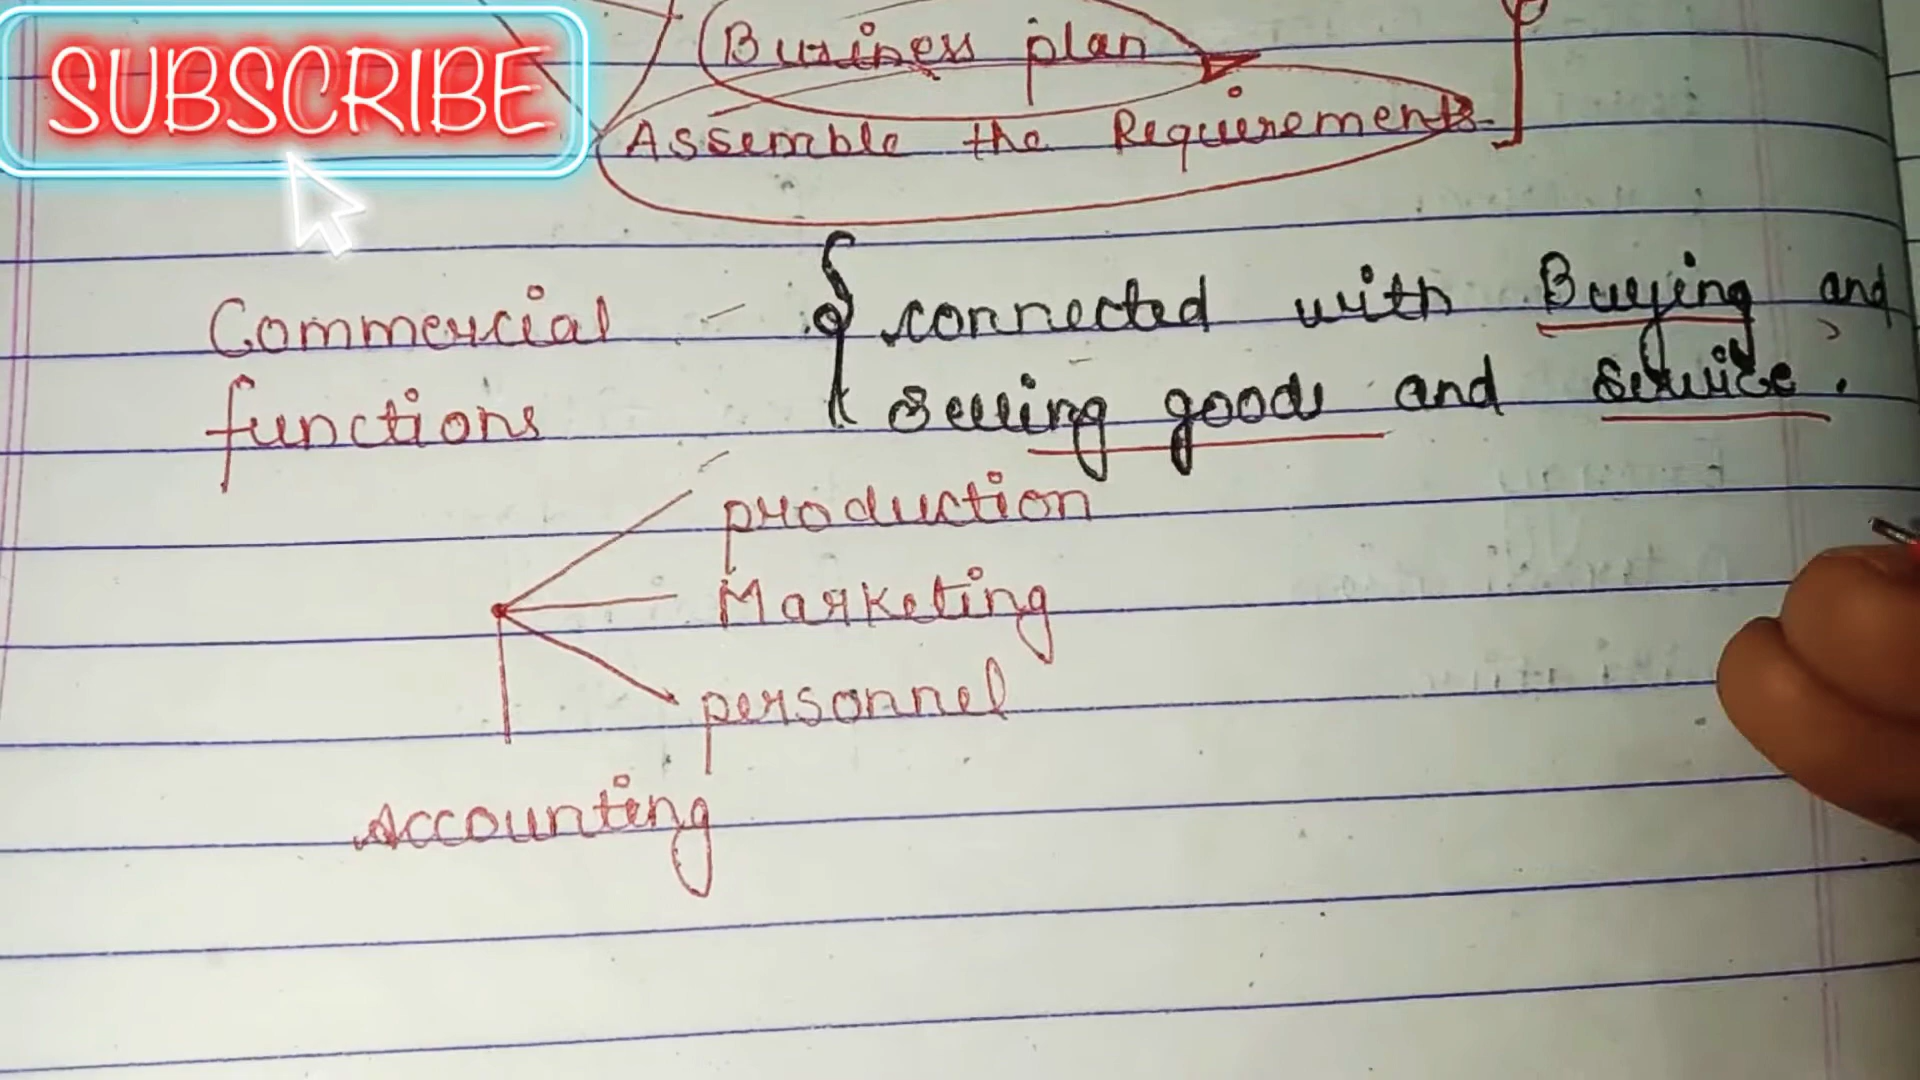 SUBSCRIBE
Business plan
Assemble the Requirements
Commercial - connected with Buying and
functions selling goods and service.
production
Marketing
personnel
Accounting